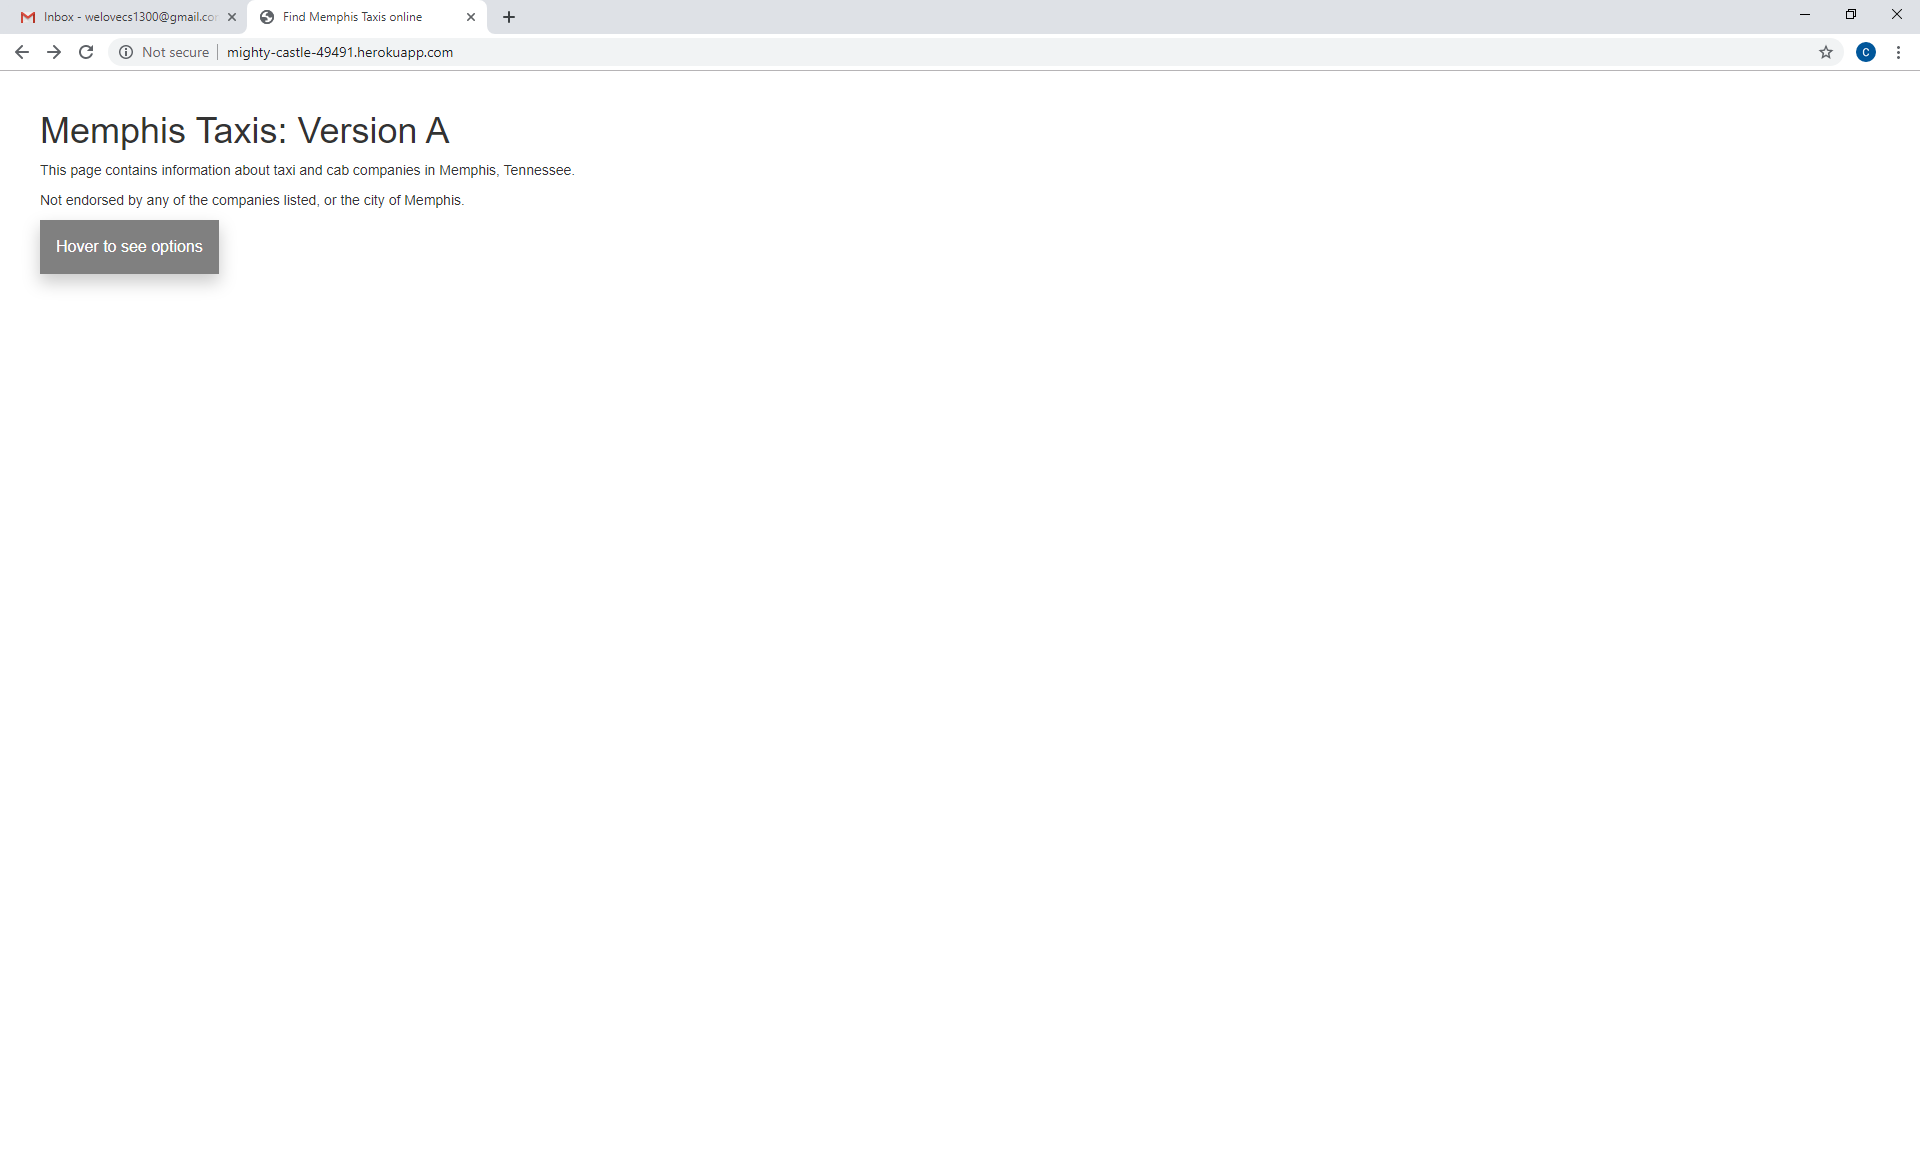 Inbox - welovecs1300@gmail.co
Find Memphis Taxis online
Not secure
mighty-castle-49491.herokuapp.com
C
Memphis Taxis: Version A
This page contains information about taxi and cab companies in Memphis, Tennessee.
Not endorsed by any of the companies listed, or the city of Memphis.
Hover to see options